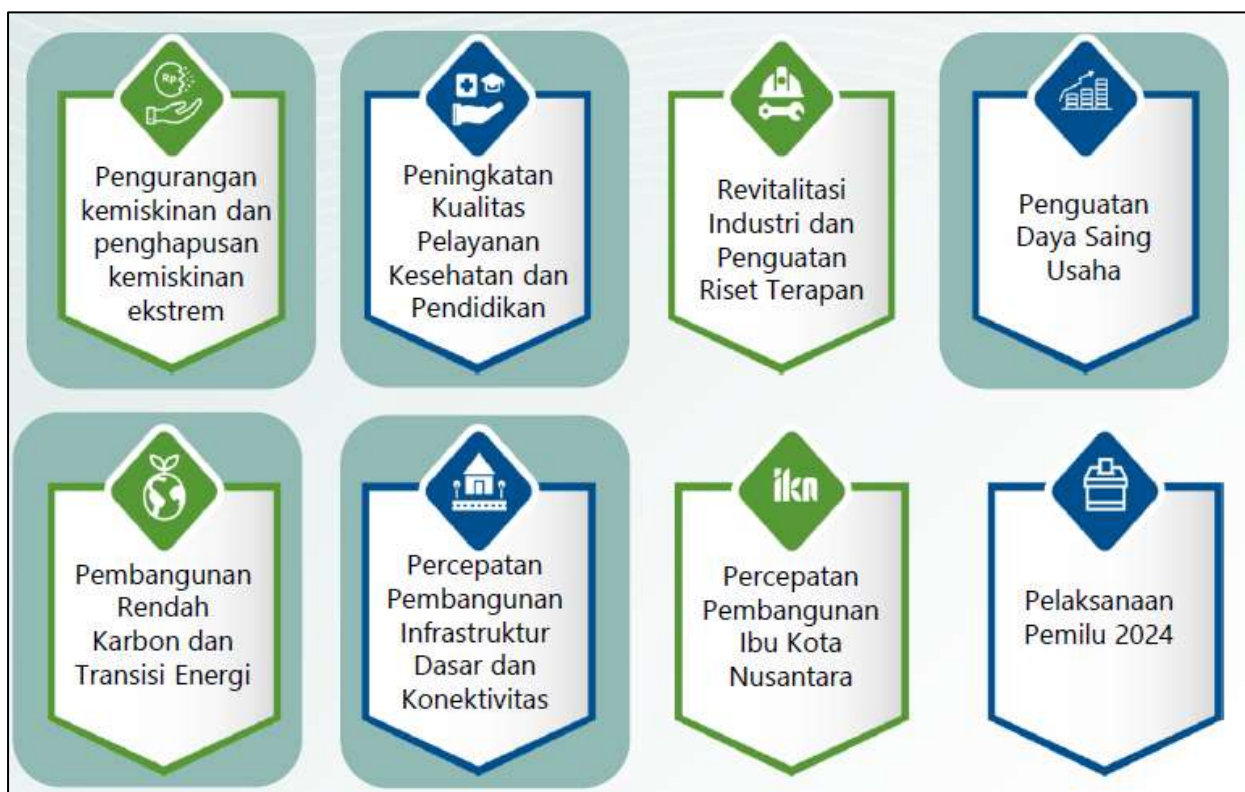 Rp
Pengurangan
kemiskinan dan
penghapusan
kemiskinan
ekstrem
Peningkatan
Kualitas
Pelayanan
Kesehatan dan
Pendidikan
Revitalitasi
Industri dan
Penguatan
Riset Terapan
Penguatan
Daya Saing
Usaha
Pembangunan
Rendah
Karbon dan
Transisi Energi
Percepatan
Pembangunan
Infrastruktur
Dasar dan
Konektivitas
ikn
Percepatan
Pembangunan
Ibu Kota
Nusantara
Pelaksanaan
Pemilu 2024